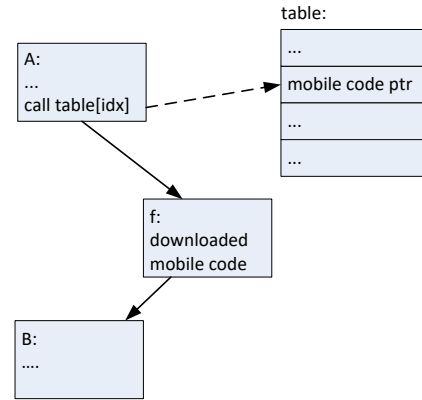 table:
...
mobile code ptr
...
...
A:
...
call table[idx]
f:
downloaded
mobile code
B:
....